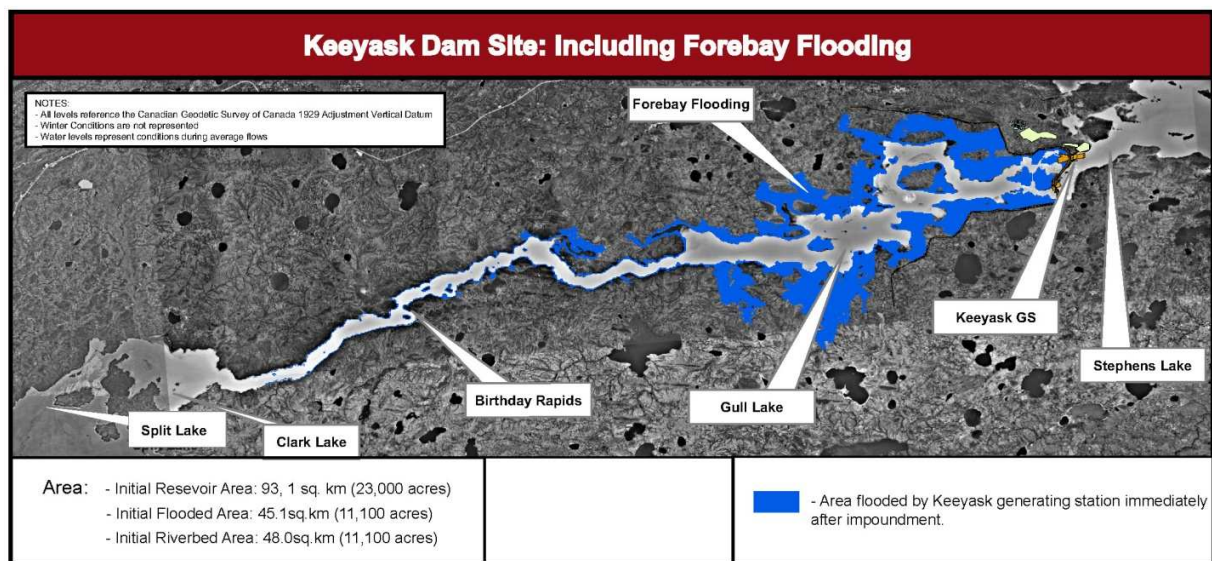 Keeyask Dam Site: Including Forebay Flooding
NOTES:
- All levels reference the Canadian Geodetic Survey of Canada 1929 Adjustment Vertical Datum
- Winter Conditions are not represented
- Water levels represent conditions during average flows
Forebay Flooding
Keeyask GS
Stephens Lake
Birthday Rapids
Gull Lake
Split Lake
Clark Lake
Area:
- Initial Resevoir Area: 93, 1 sq. km (23,000 acres)
- Initial Flooded Area: 45.1sq.km (11,100 acres)
- Initial Riverbed Area: 48.0sq.km (11,100 acres)
- Area flooded by Keeyask generating station immediately
after impoundment.